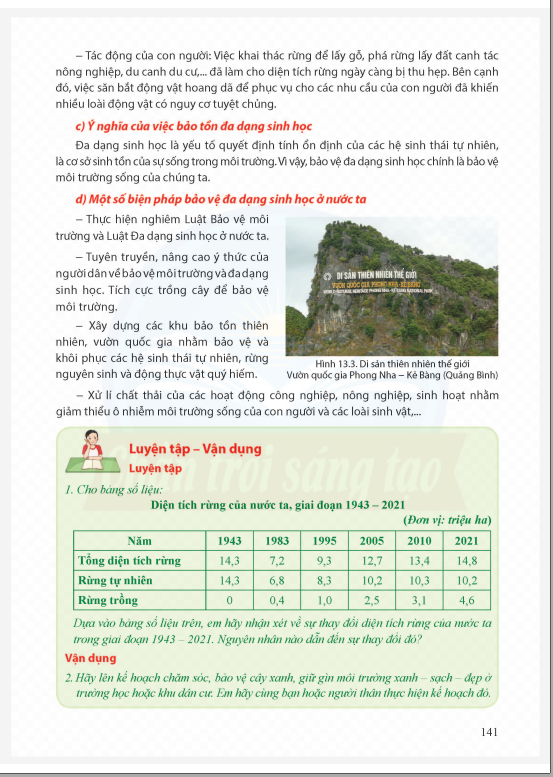 – Tác động của con người: Việc khai thác rừng để lấy gỗ, phá rừng lấy đất canh tác
nông nghiệp, du canh du cư,... đã làm cho diện tích rừng ngày càng bị thu hẹp. Bên cạnh
đó, việc săn bắt động vật hoang dã để phục vụ cho các nhu cầu của con người đã khiến
nhiều loài động vật có nguy cơ tuyệt chủng.
c) Ý nghĩa của việc bảo tồn đa dạng sinh học
Đa dạng sinh học là yếu tố quyết định tính ổn định của các hệ sinh thái tự nhiên,
là cơ sở sinh tồn của sự sống trong môi trường. Vì vậy, bảo vệ đa dạng sinh học chính là bảo vệ
môi trường sống của chúng ta.
d) Một số biện pháp bảo vệ đa dạng sinh học ở nước ta
– Thực hiện nghiêm Luật Bảo vệ môi
trường và Luật Đa dạng sinh học ở nước ta.
– Tuyên truyền, nâng cao ý thức của
người dân về bảo vệ môi trường và đa dạng
sinh học. Tích cực trồng cây để bảo vệ
môi trường.
– Xây dựng các khu bảo tồn thiên
nhiên, vườn quốc gia nhằm bảo vệ và
khôi phục các hệ sinh thái tự nhiên, rừng
nguyên sinh và động thực vật quý hiếm.
DI SẢN THIÊN NHIÊN THẾ GIỚI
VƯỜN QUỐC GIA PHONG NHA-KẺ BÀNG
WORLD NATURAL HERITAGE PHONG NHA - KE BANG NATIONAL PARK
Hình 13.3. Di sản thiên nhiên thế giới
Vườn quốc gia Phong Nha – Kẻ Bàng (Quảng Bình)
– Xử lí chất thải của các hoạt động công nghiệp, nông nghiệp, sinh hoạt nhằm
giảm thiểu ô nhiễm môi trường sống của con người và các loài sinh vật,...
Chân trời sáng tạo
Luyện tập – Vận dụng
Luyện tập
1. Cho bảng số liệu:
Diện tích rừng của nước ta, giai đoạn 1943 – 2021
(Đơn vị: triệu ha)
Năm 1943 1983 1995 2005 2010 2021
Tổng diện tích rừng 14,3 7,2 9,3 12,7 13,4 14,8
Rừng tự nhiên 14,3 6,8 8,3 10,2 10,3 10,2
Rừng trồng 0 0,4 1,0 2,5 3,1 4,6
Dựa vào bảng số liệu trên, em hãy nhận xét về sự thay đổi diện tích rừng của nước ta
trong giai đoạn 1943 – 2021. Nguyên nhân nào dẫn đến sự thay đổi đó?
Vận dụng
2. Hãy lên kế hoạch chăm sóc, bảo vệ cây xanh, giữ gìn môi trường xanh – sạch – đẹp ở
trường học hoặc khu dân cư. Em hãy cùng bạn hoặc người thân thực hiện kế hoạch đó.
141